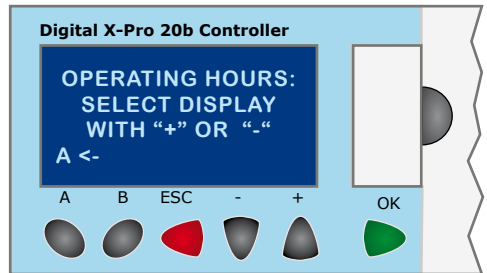 Digital X-Pro 20b Controller
OPERATING HOURS:
SELECT DISPLAY
WITH “+” OR “-“
A <-
A B ESC - + OK